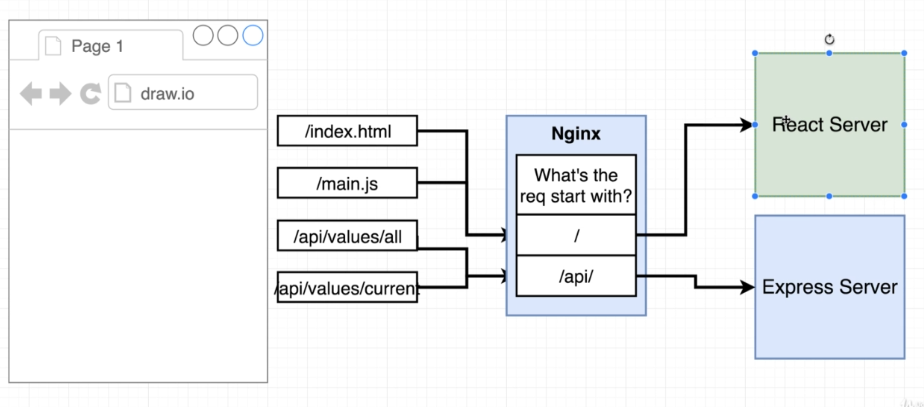 Page 1
draw.io
/index.html
/main.js
/api/values/all
/api/values/current
Nginx
What's the
req start with?
/
/api/
React Server
Express Server